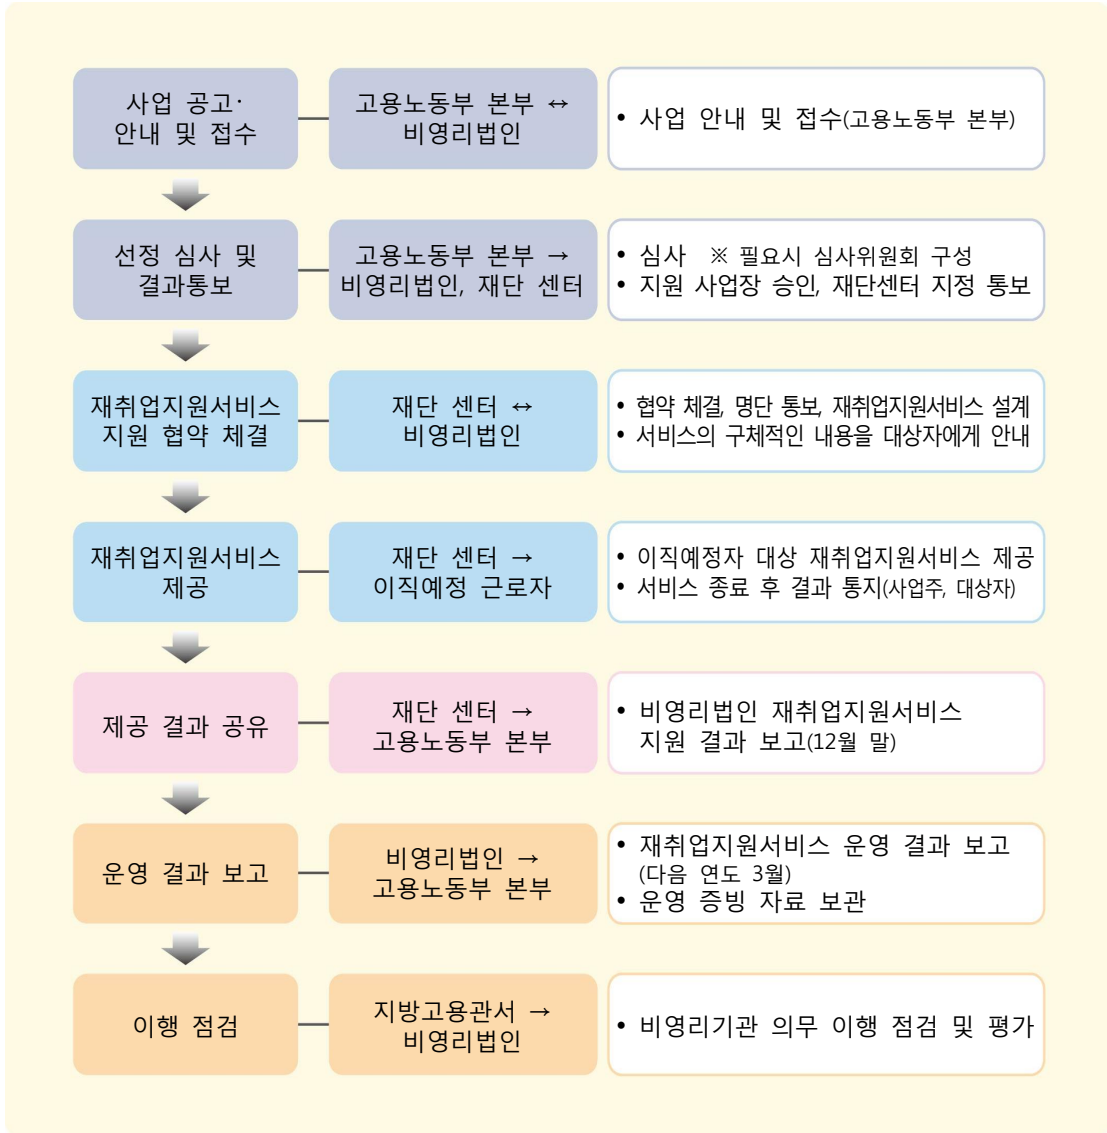 사업 공고·
안내 및 접수
고용노동부 본부 ↔
비영리법인
• 사업 안내 및 접수(고용노동부 본부)
선정 심사 및
결과통보
고용노동부 본부 →
비영리법인, 재단 센터
• 심사 ※ 필요시 심사위원회 구성
• 지원 사업장 승인, 재단센터 지정 통보
재취업지원서비스
지원 협약 체결
재단 센터 ↔
비영리법인
• 협약 체결, 명단 통보, 재취업지원서비스 설계
• 서비스의 구체적인 내용을 대상자에게 안내
재취업지원서비스
제공
재단 센터 →
이직예정 근로자
• 이직예정자 대상 재취업지원서비스 제공
• 서비스 종료 후 결과 통지(사업주, 대상자)
제공 결과 공유
재단 센터 →
고용노동부 본부
• 비영리법인 재취업지원서비스
지원 결과 보고(12월 말)
운영 결과 보고
비영리법인 →
고용노동부 본부
• 재취업지원서비스 운영 결과 보고
(다음 연도 3월)
• 운영 증빙 자료 보관
이행 점검
지방고용관서 →
비영리법인
• 비영리기관 의무 이행 점검 및 평가